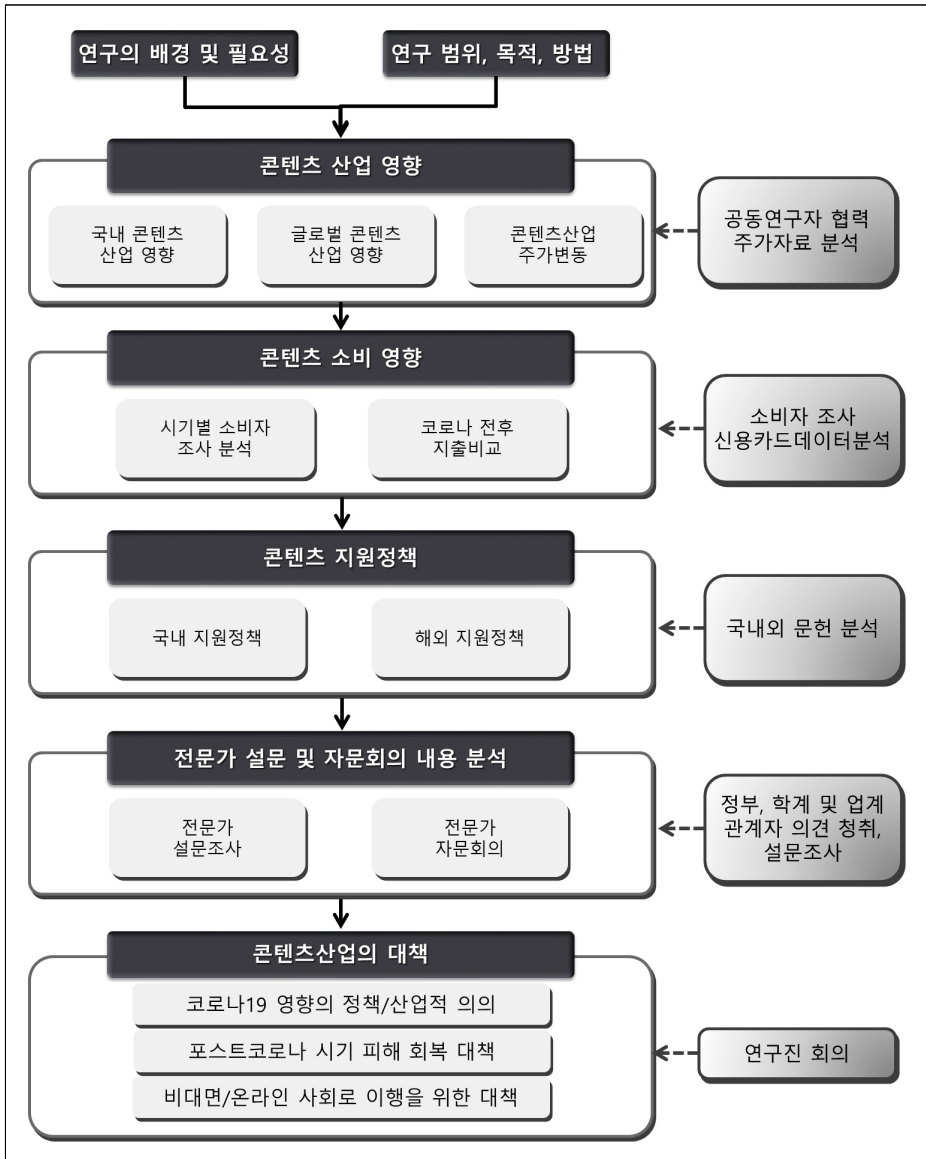 연구의 배경 및 필요성
연구 범위, 목적, 방법
콘텐츠 산업 영향
국내 콘텐츠
산업 영향
글로벌 콘텐츠
산업 영향
콘텐츠산업
주가변동
공동연구자 협력
주가자료 분석
콘텐츠 소비 영향
시기별 소비자
조사 분석
코로나 전후
지출비교
소비자 조사
신용카드데이터분석
콘텐츠 지원정책
국내 지원정책
해외 지원정책
국내외 문헌 분석
전문가 설문 및 자문회의 내용 분석
전문가
설문조사
전문가
자문회의
정부, 학계 및 업계
관계자 의견 청취,
설문조사
콘텐츠산업의 대책
코로나19 영향의 정책/산업적 의의
포스트코로나 시기 피해 회복 대책
비대면/온라인 사회로 이행을 위한 대책
연구진 회의